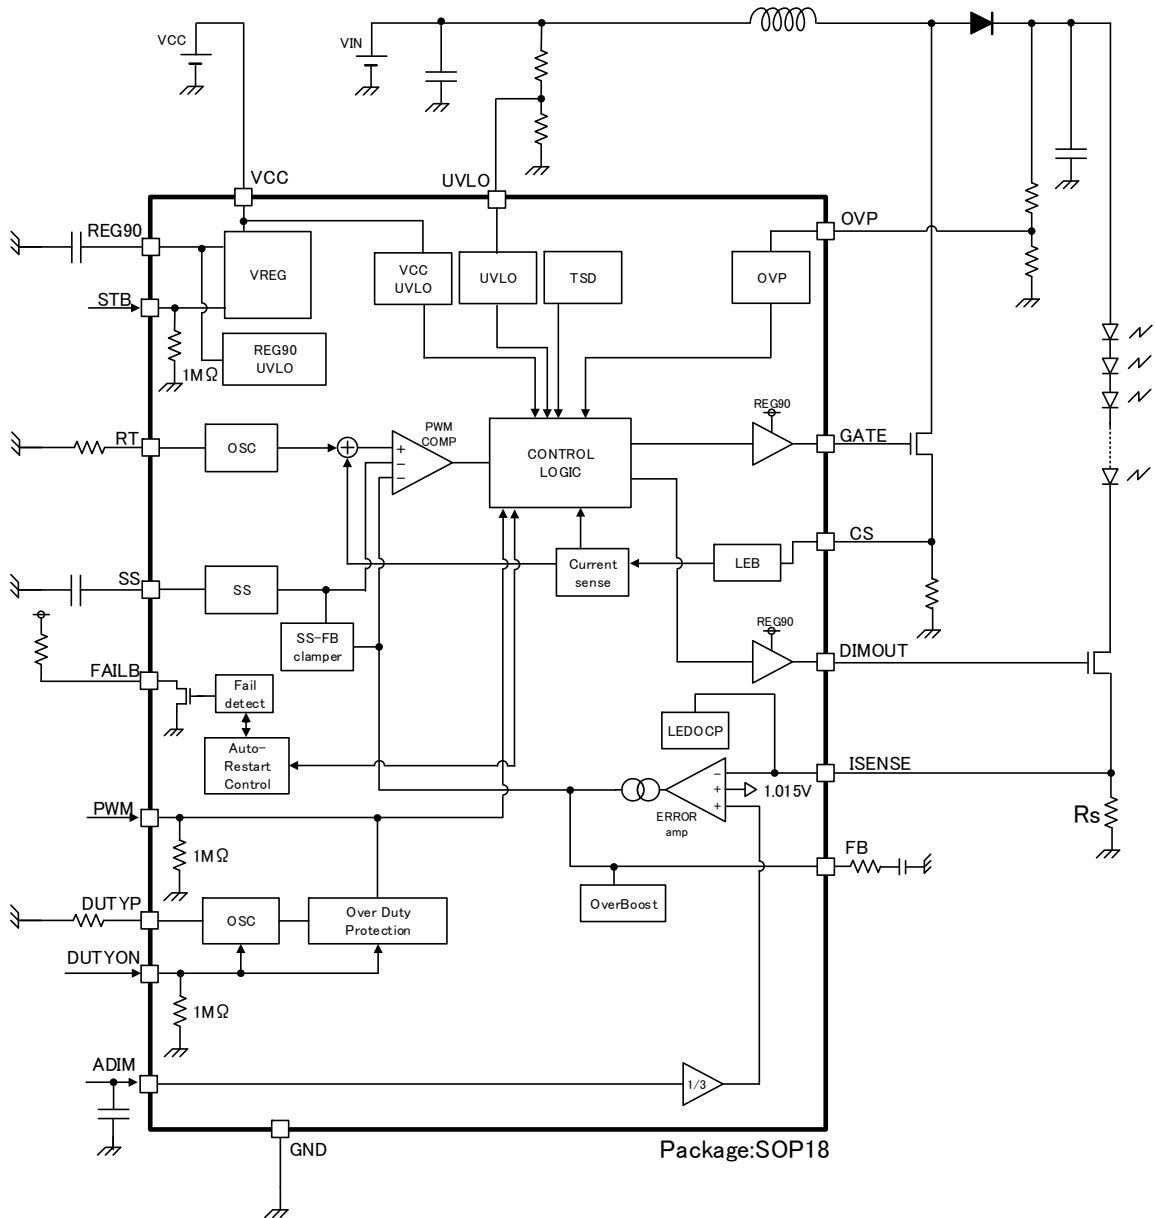 VCC
VIN
VCC
UVLO
REG90
OVP
VREG
VCC
UVLO
UVLO
TSD
OVP
STB
REG90
UVLO
1MΩ
REG90
RT
OSC
PWM
COMP
CONTROL
LOGIC
GATE
CS
SS
SS
Current
sense
LEB
SS-FB
clamper
REG90
DIMOUT
FAILB
Fail
detect
LEDOCP
Auto-
Restart
Control
ISENSE
1.015V
ERROR
amp
PWM
Rs
1MΩ
FB
DUTYP
OSC
Over Duty
Protection
OverBoost
DUTYON
1MΩ
ADIM
1/3
GND
Package:SOP18